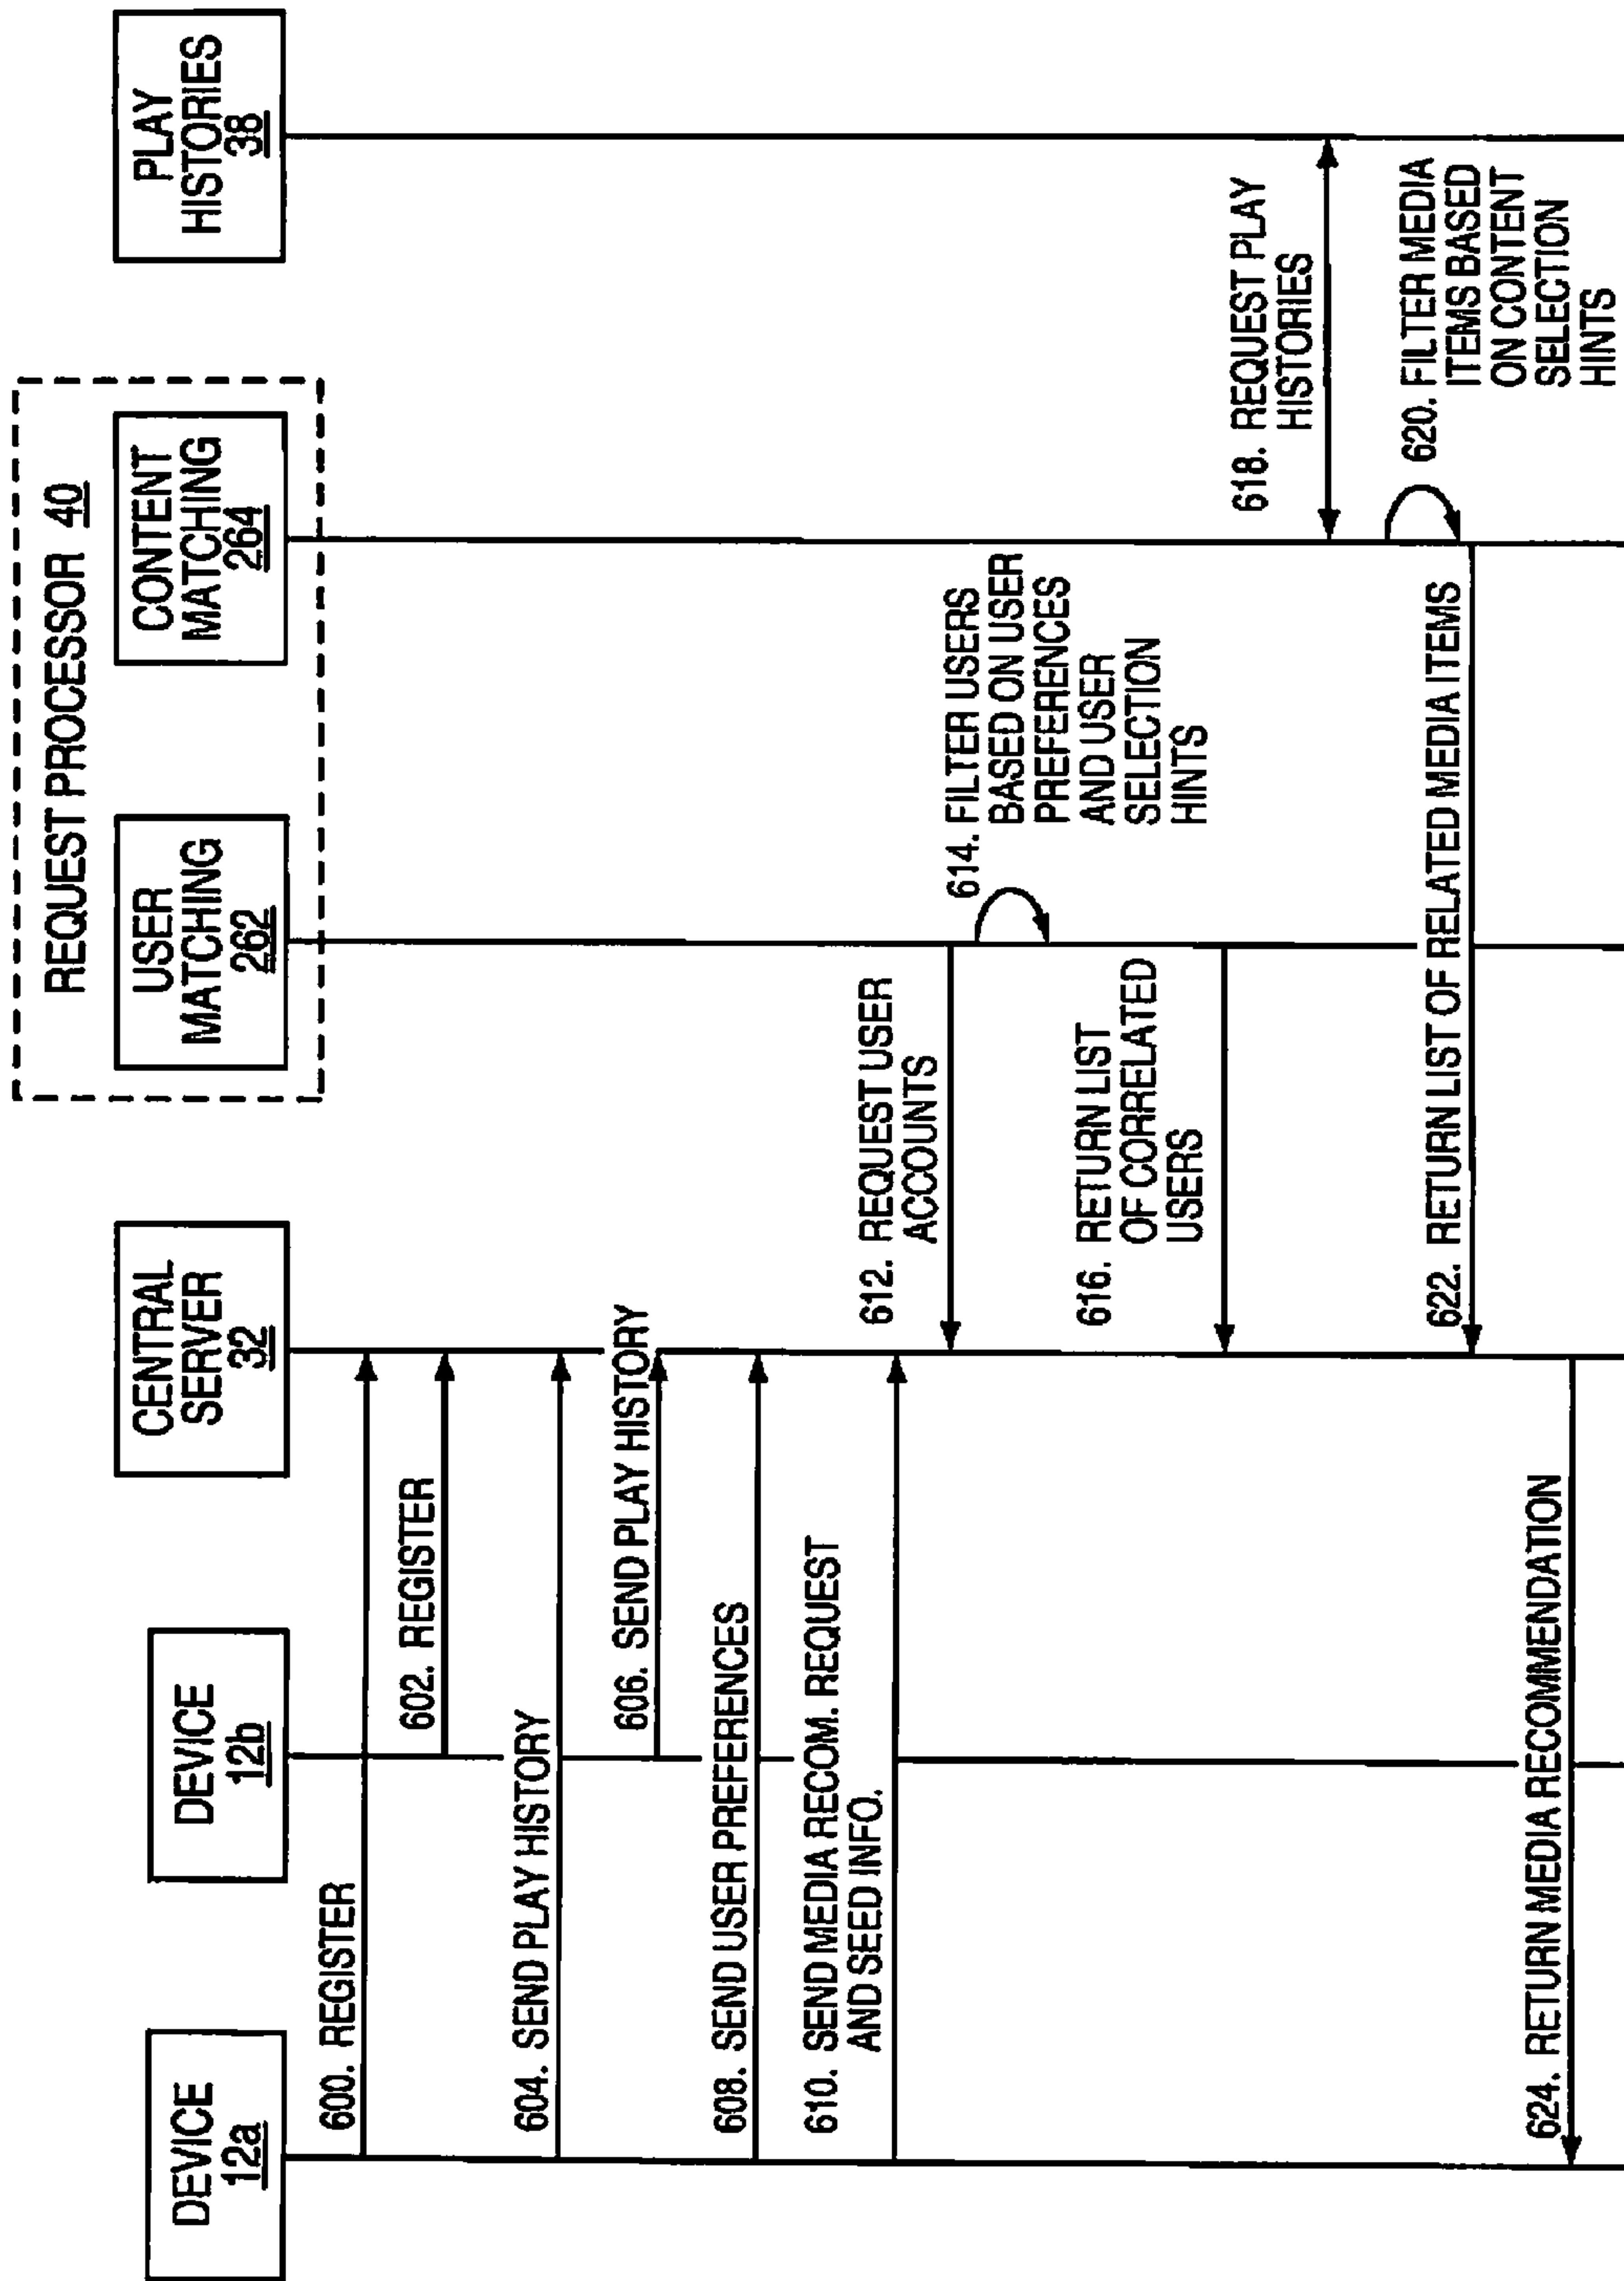 REQUEST PROCESSOR 40
DEVICE
12a
DEVICE
12b
CENTRAL
SERVER
32
USER
MATCHING
262
CONTENT
MATCHING
264
PLAY
HISTORIES
38
600. REGISTER
602. REGISTER
604. SEND PLAY HISTORY
606. SEND PLAY HISTORY
608. SEND USER PREFERENCES
610. SEND MEDIA RECOM. REQUEST
AND SEED INFO.
612. REQUEST USER
ACCOUNTS
614. FILTER USERS
BASED ON USER
PREFERENCES
AND USER
SELECTION
HINTS
616. RETURN LIST
OF CORRELATED
USERS
618. REQUEST PLAY
HISTORIES
620. FILTER MEDIA
ITEMS BASED
ON CONTENT
SELECTION
HINTS
622. RETURN LIST OF RELATED MEDIA ITEMS
624. RETURN MEDIA RECOMMENDATION